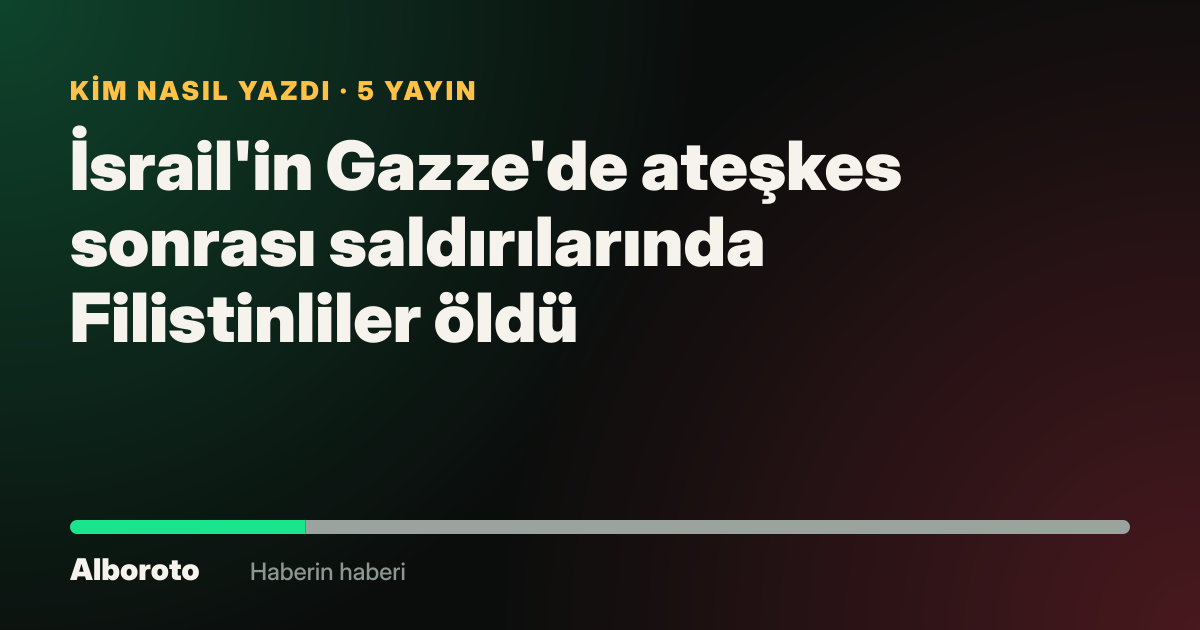 KİM NASIL YAZDI · 5 YAYIN
İsrail'in Gazze'de ateşkes
sonrası saldırılarında
Filistinliler öldü
Alboroto
Haberin haberi